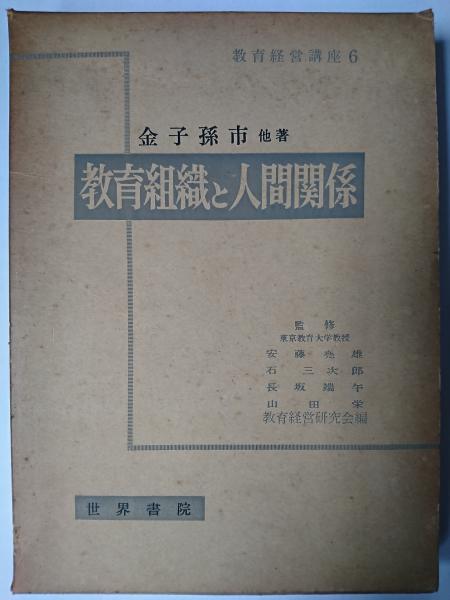 教育経営講座 6
金子孫市 他著
教育組織と人間関係
監修
東京教育大学教授
安藤尭雄
石三次郎
長坂端午
山田栄
教育経営研究会編
世界書院